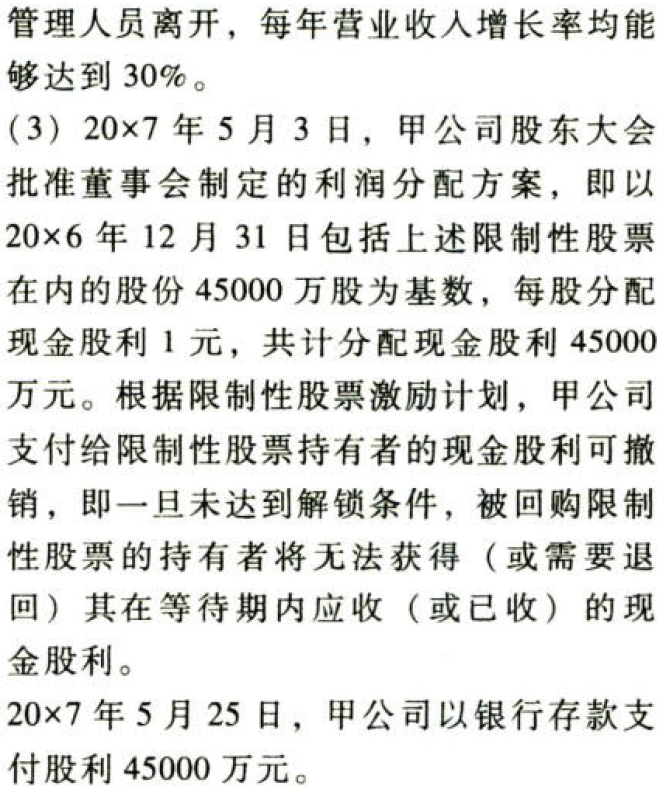 管理人员离开，每年营业收入增长率均能
够达到 30%。
（3）20×7 年 5 月 3 日，甲公司股东大会
批准董事会制定的利润分配方案，即以
20×6 年 12 月 31 日包括上述限制性股票
在内的股份 45000 万股为基数，每股分配
现金股利 1 元，共计分配现金股利 45000
万元。根据限制性股票激励计划，甲公司
支付给限制性股票持有者的现金股利可撤
销，即一旦未达到解锁条件，被回购限制
性股票的持有者将无法获得（或需要退
回）其在等待期内应收（或已收）的现
金股利。
20×7 年 5 月 25 日，甲公司以银行存款支
付股利 45000 万元。